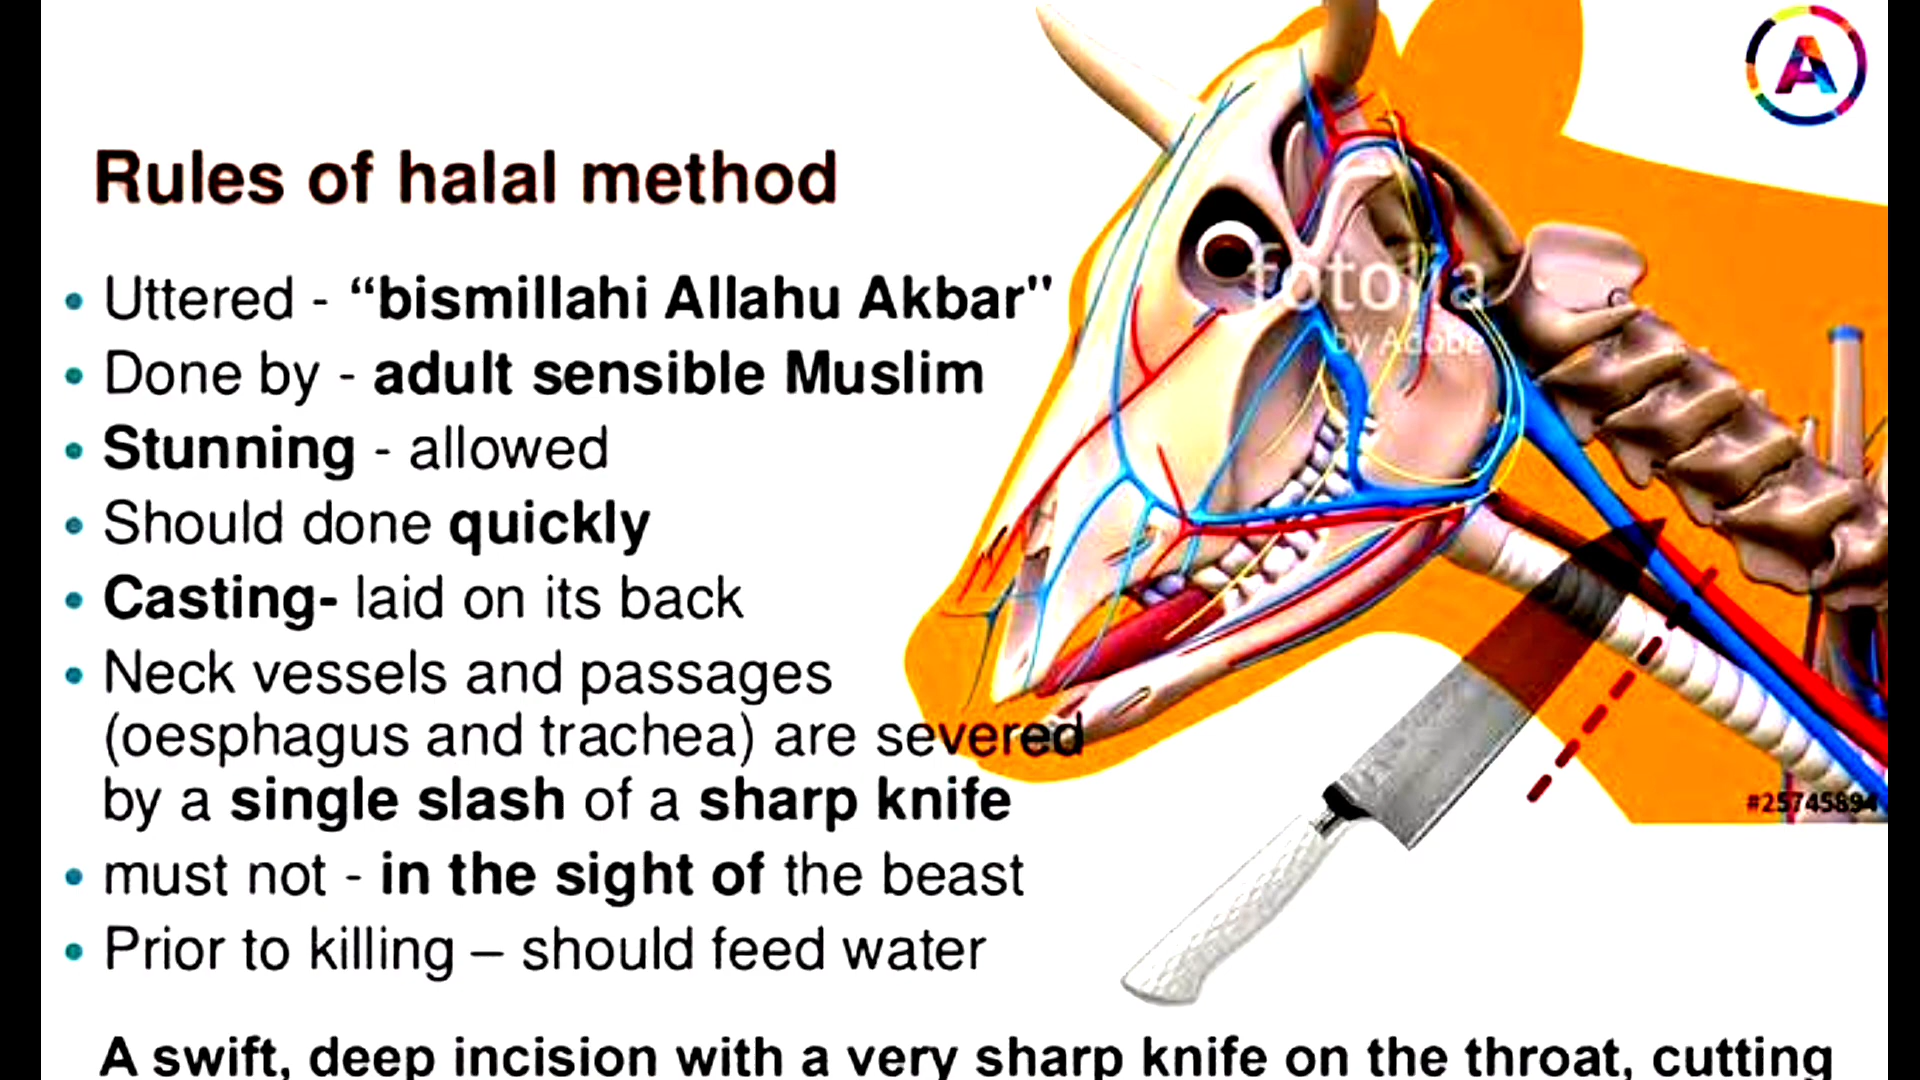 A
Rules of halal method
• Uttered - “bismillahi Allahu Akbar"
• Done by - adult sensible Muslim
• Stunning - allowed
• Should done quickly
• Casting- laid on its back
• Neck vessels and passages
(oesphagus and trachea) are severed
by a single slash of a sharp knife
• must not - in the sight of the beast
• Prior to killing – should feed water
A swift, deep incision with a very sharp knife on the throat, cutting
fotolia
by Adobe
#25745894